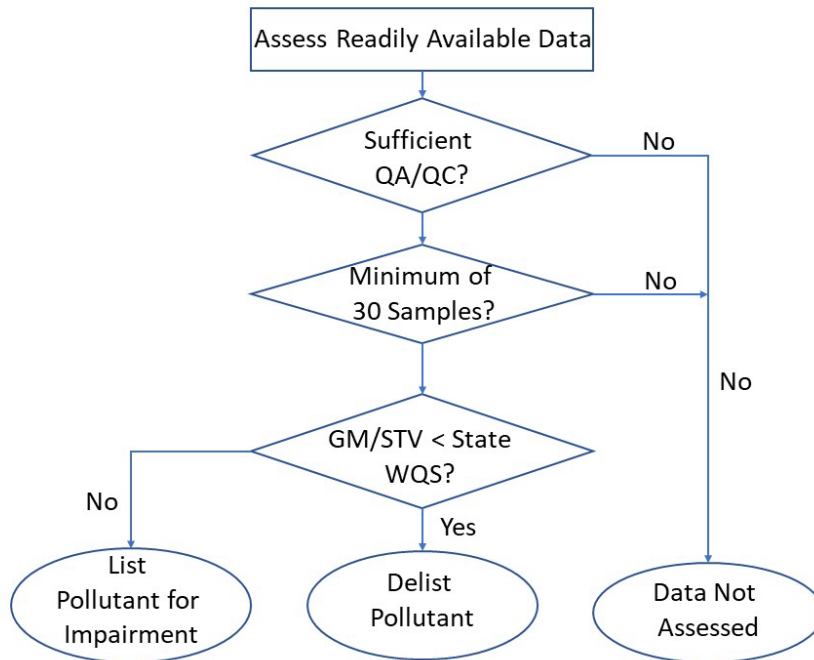 Assess Readily Available Data
Sufficient
QA/QC?
No
Minimum of
30 Samples?
No
No
GM/STV < State
WQS?
No
Yes
List
Pollutant for
Impairment
Delist
Pollutant
Data Not
Assessed